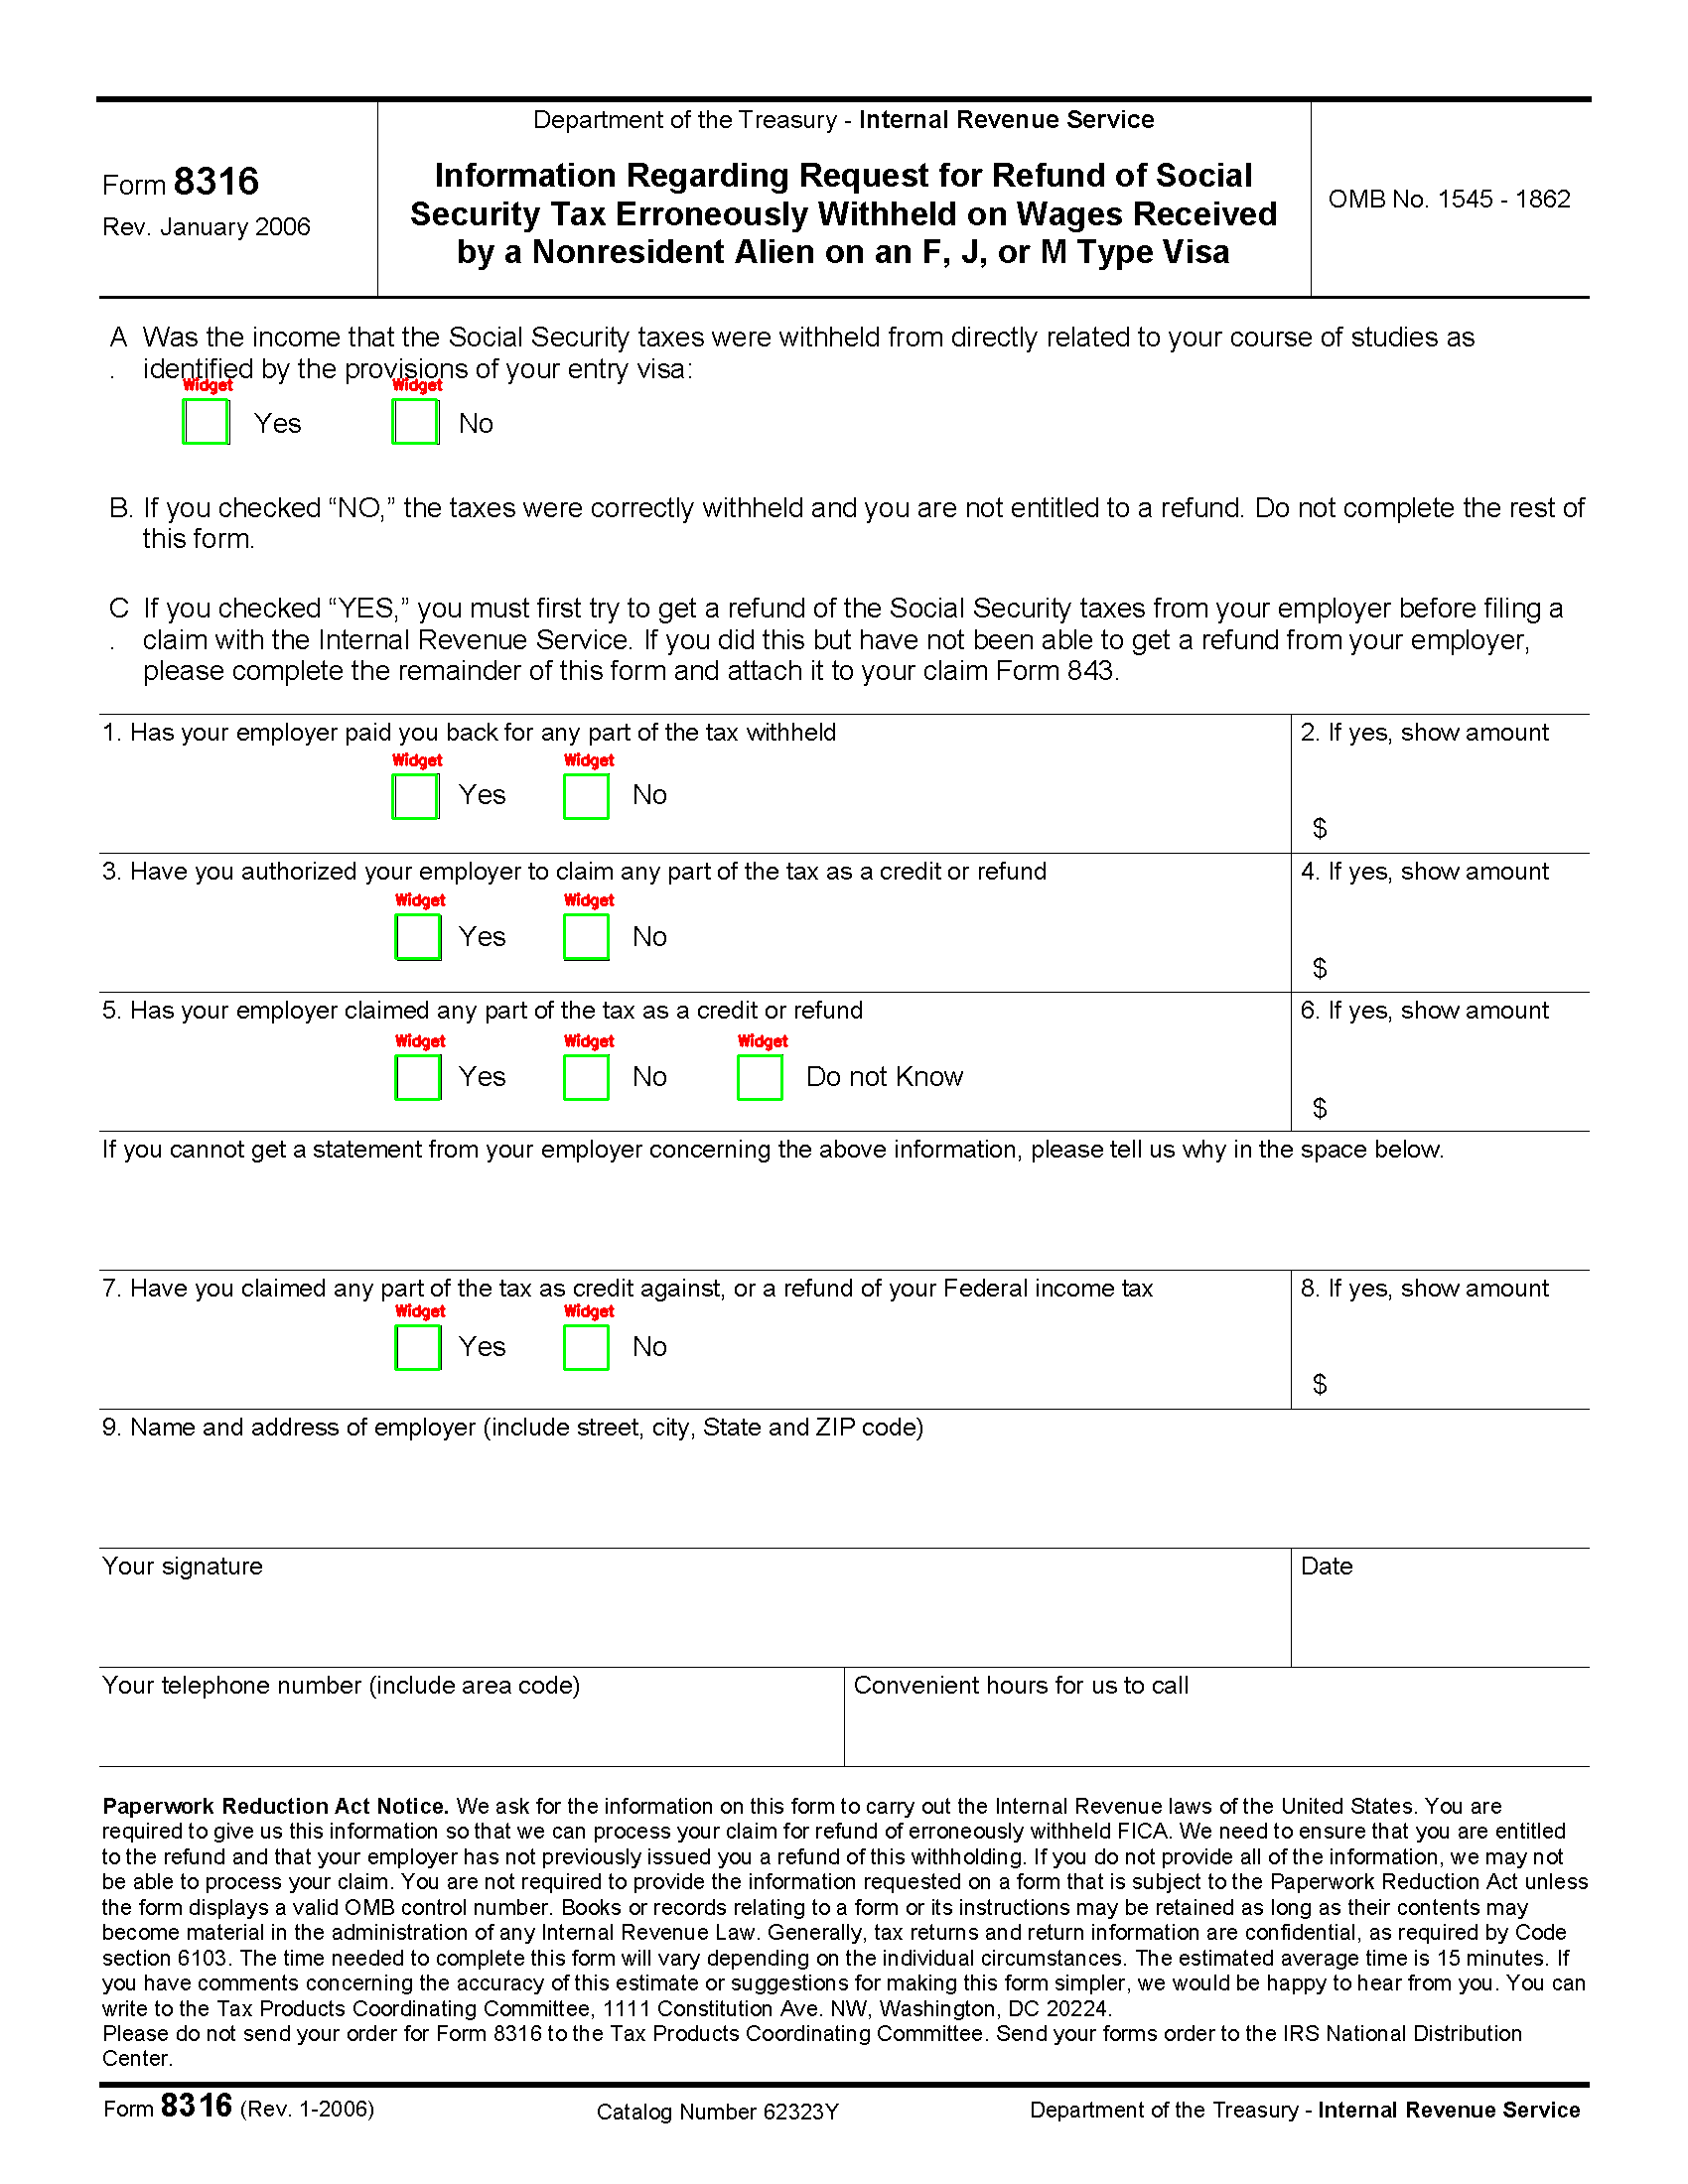 Department of the Treasury - Internal Revenue Service
Form 8316
Rev. January 2006
Information Regarding Request for Refund of Social
Security Tax Erroneously Withheld on Wages Received
by a Nonresident Alien on an F, J, or M Type Visa
OMB No. 1545 - 1862
A Was the income that the Social Security taxes were withheld from directly related to your course of studies as
. identified by the provisions of your entry visa:
Widget Widget
Yes No
B. If you checked “NO,” the taxes were correctly withheld and you are not entitled to a refund. Do not complete the rest of
this form.
C If you checked “YES,” you must first try to get a refund of the Social Security taxes from your employer before filing a
. claim with the Internal Revenue Service. If you did this but have not been able to get a refund from your employer,
please complete the remainder of this form and attach it to your claim Form 843.
1. Has your employer paid you back for any part of the tax withheld
Widget Widget
Yes No
2. If yes, show amount
$
3. Have you authorized your employer to claim any part of the tax as a credit or refund
Widget Widget
Yes No
4. If yes, show amount
$
5. Has your employer claimed any part of the tax as a credit or refund
Widget Widget Widget
Yes No Do not Know
6. If yes, show amount
$
If you cannot get a statement from your employer concerning the above information, please tell us why in the space below.
7. Have you claimed any part of the tax as credit against, or a refund of your Federal income tax
Widget Widget
Yes No
8. If yes, show amount
$
9. Name and address of employer (include street, city, State and ZIP code)
Your signature
Date
Your telephone number (include area code)
Convenient hours for us to call
Paperwork Reduction Act Notice. We ask for the information on this form to carry out the Internal Revenue laws of the United States. You are
required to give us this information so that we can process your claim for refund of erroneously withheld FICA. We need to ensure that you are entitled
to the refund and that your employer has not previously issued you a refund of this withholding. If you do not provide all of the information, we may not
be able to process your claim. You are not required to provide the information requested on a form that is subject to the Paperwork Reduction Act unless
the form displays a valid OMB control number. Books or records relating to a form or its instructions may be retained as long as their contents may
become material in the administration of any Internal Revenue Law. Generally, tax returns and return information are confidential, as required by Code
section 6103. The time needed to complete this form will vary depending on the individual circumstances. The estimated average time is 15 minutes. If
you have comments concerning the accuracy of this estimate or suggestions for making this form simpler, we would be happy to hear from you. You can
write to the Tax Products Coordinating Committee, 1111 Constitution Ave. NW, Washington, DC 20224.
Please do not send your order for Form 8316 to the Tax Products Coordinating Committee. Send your forms order to the IRS National Distribution
Center.
Form 8316 (Rev. 1-2006) Catalog Number 62323Y Department of the Treasury - Internal Revenue Service